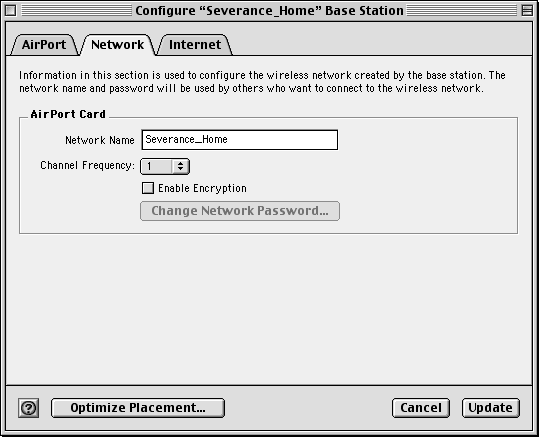 Configure “Severance_Home” Base Station
AirPort
Network
Internet
Information in this section is used to configure the wireless network created by the base station. The
network name and password will be used by others who want to connect to the wireless network.
AirPort Card
Network Name
Severance_Home
Channel Frequency:
1
Enable Encryption
Change Network Password...
?
Optimize Placement...
Cancel
Update